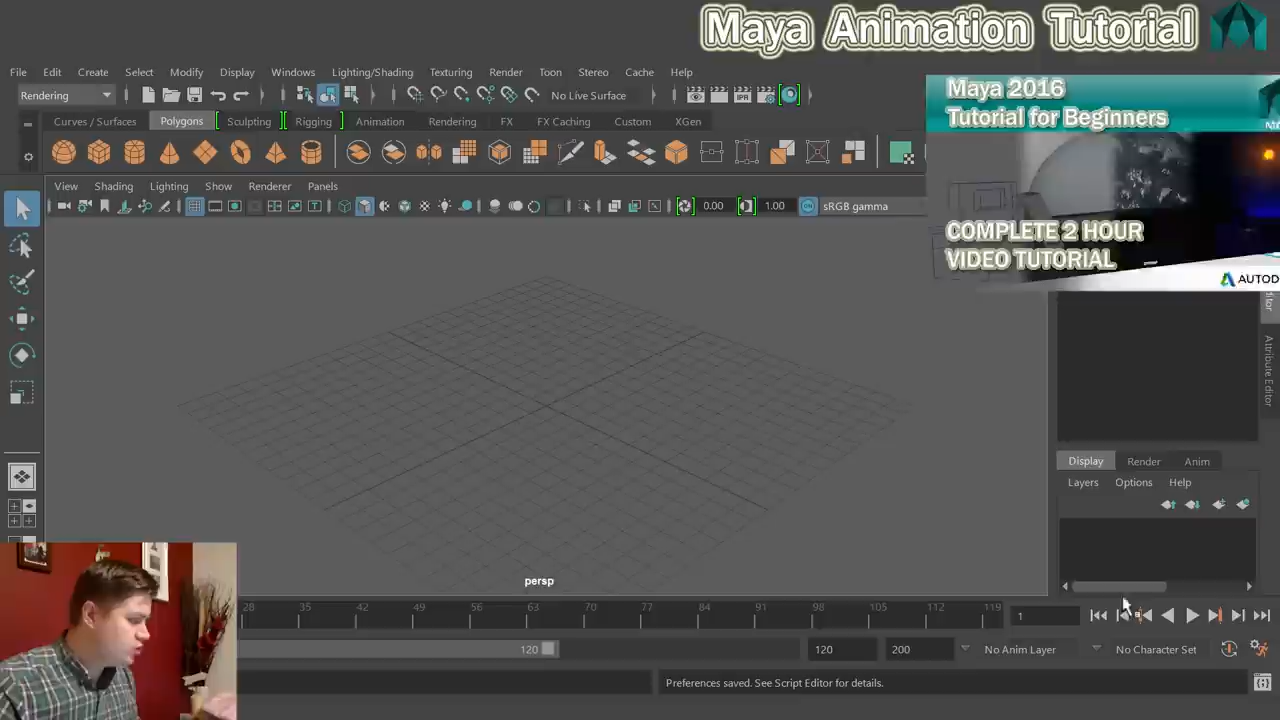 Maya Animation Tutorial
File Edit Create Select Modify Display Windows Lighting/Shading Texturing Render Toon Stereo Cache Help
Maya 2016
Tutorial for Beginners
Rendering No Live Surface IPR
Curves / Surfaces Polygons Sculpting Rigging Animation Rendering FX FX Caching Custom XGen
View Shading Lighting Show Renderer Panels
0.00 1.00 sRGB gamma
COMPLETE 2 HOUR
VIDEO TUTORIAL
AUTOD
Attribute Editor
Display Render Anim
Layers Options Help
persp
28 35 42 49 56 63 70 77 84 91 98 105 112 119 1
120 120 200 No Anim Layer No Character Set
Preferences saved. See Script Editor for details.